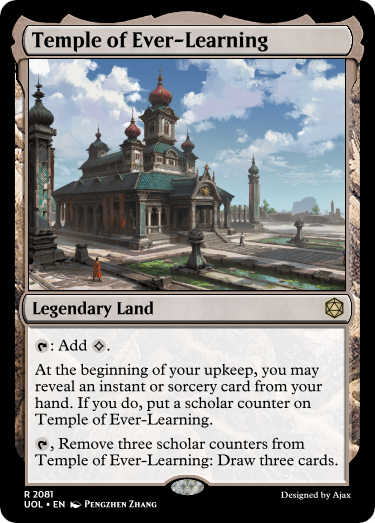 Temple of Ever-Learning
Legendary Land
: Add .
At the beginning of your upkeep, you may
reveal an instant or sorcery card from your
hand. If you do, put a scholar counter on
Temple of Ever-Learning.
, Remove three scholar counters from
Temple of Ever-Learning: Draw three cards.
R 2081
UOL • EN Pengzhen Zhang
Designed by Ajax